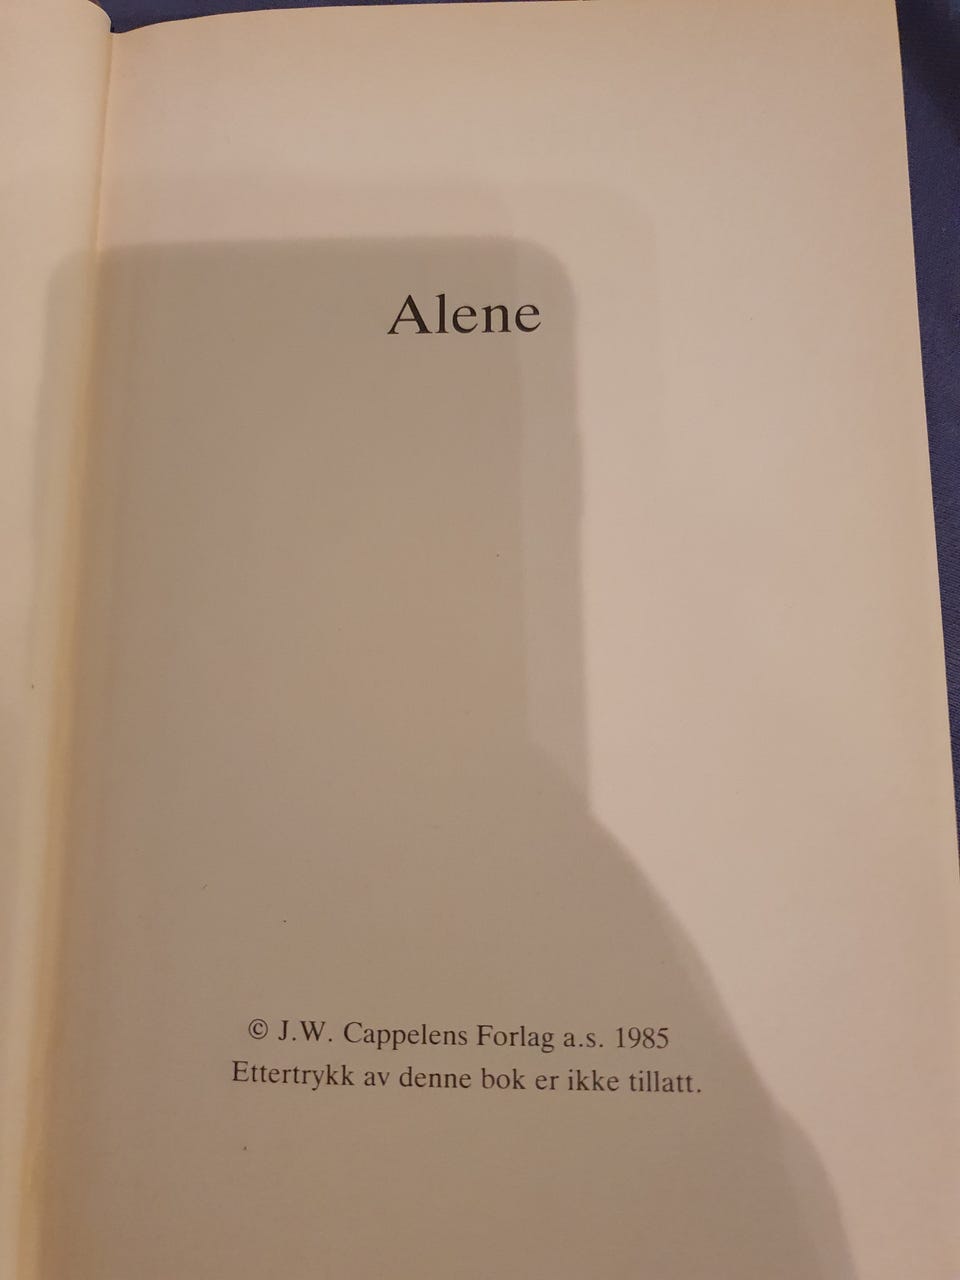 Alene
© J.W. Cappelens Forlag a.s. 1985
Ettertrykk av denne bok er ikke tillatt.